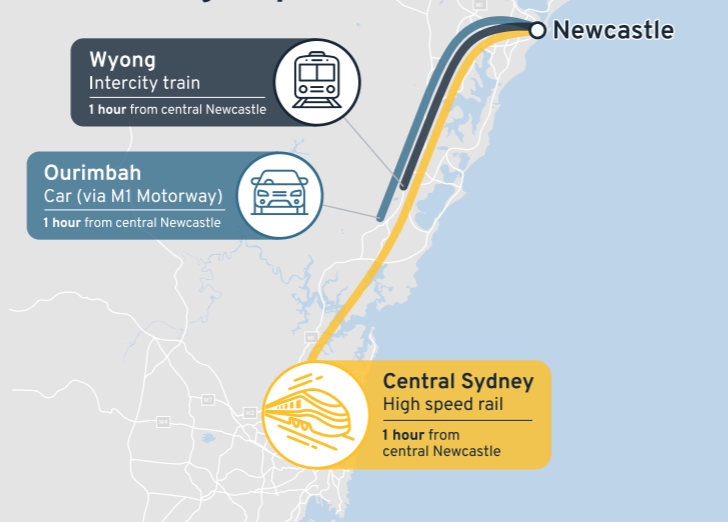 Newcastle
Wyong
Intercity train
1 hour from central Newcastle
Ourimbah
Car (via M1 Motorway)
1 hour from central Newcastle
Central Sydney
High speed rail
1 hour from
central Newcastle